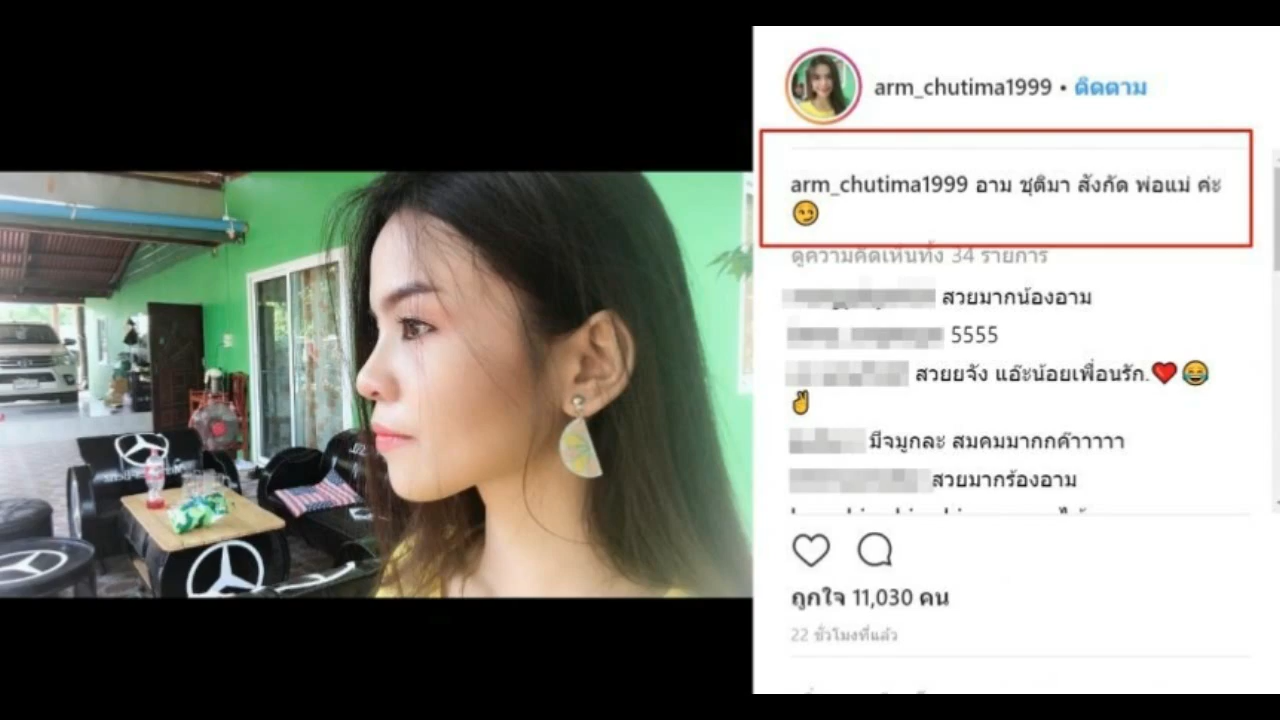 arm_chutima1999 • ติดตาม
arm_chutima1999 อาม ชุติมา สังกัด พ่อแม่ ค่ะ
😏
ดูความคิดเห็นทั้ง 34 รายการ
สวยมากน้องอาม
5555
สวยยจัง แอ๊ะน้อยเพื่อนรัก.❤️😂
✌️
มีจมูกละ สมคมมากกค๊าาาาา
สวยมากร้องอาม
ถูกใจ 11,030 คน
22 ชั่วโมงที่แล้ว